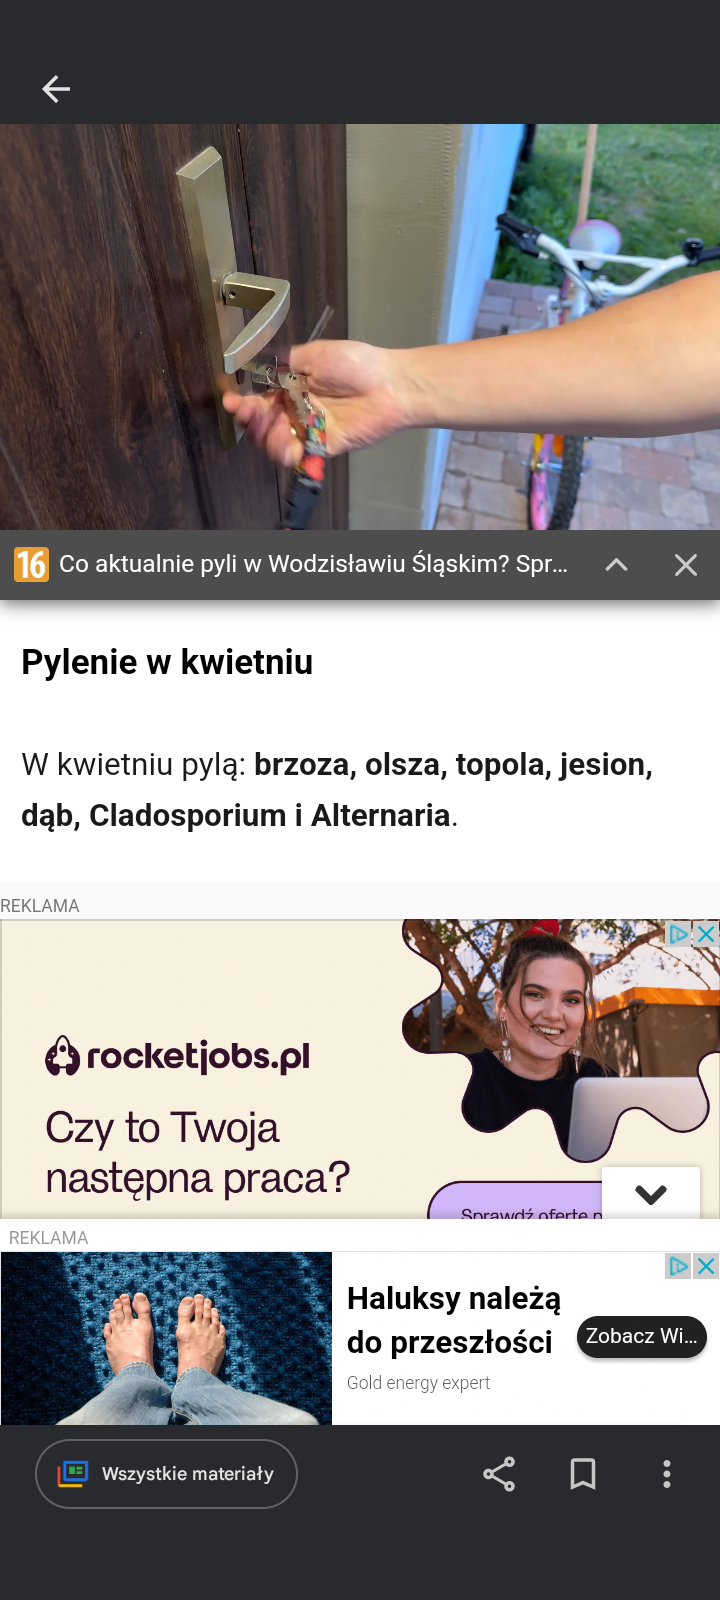 16 Co aktualnie pyli w Wodzisławiu Śląskim? Spr...
Pylenie w kwietniu
W kwietniu pylą: brzoza, olsza, topola, jesion,
dąb, Cladosporium i Alternaria.
REKLAMA
rocketjobs.pl
Czy to Twoja
następna praca?
Sprawdź oferte
REKLAMA
Haluksy należą
do przeszłości
Gold energy expert
Zobacz Wi...
Wszystkie materiały